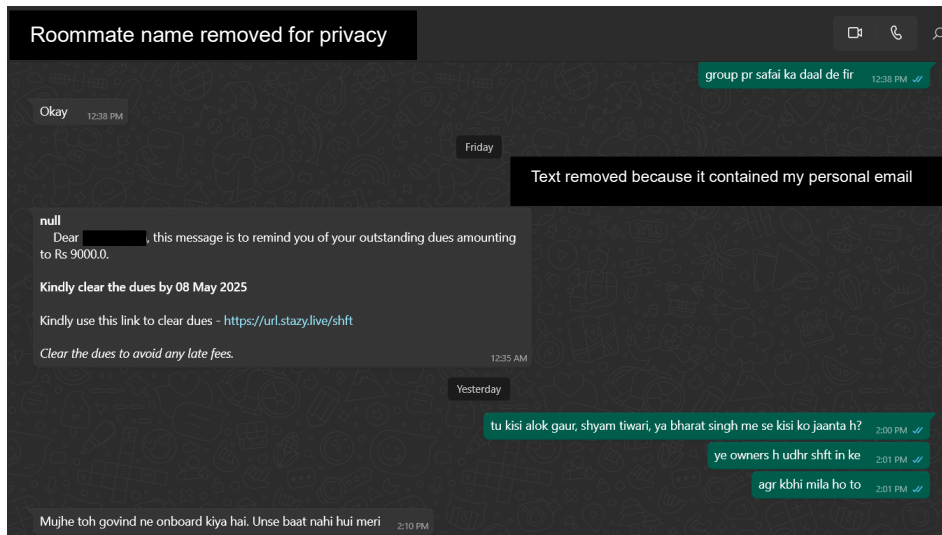 Roommate name removed for privacy
group pr safai ka daal de fir 12:38 PM
Okay 12:38 PM
Friday
Text removed because it contained my personal email
null
Dear , this message is to remind you of your outstanding dues amounting
to Rs 9000.0.
Kindly clear the dues by 08 May 2025
Kindly use this link to clear dues - https://url.stazy.live/shft
Clear the dues to avoid any late fees. 12:35 AM
Yesterday
tu kisi alok gaur, shyam tiwari, ya bharat singh me se kisi ko jaanta h? 2:00 PM
ye owners h udhr shft in ke 2:01 PM
agr kbhi mila ho to 2:01 PM
Mujhe toh govind ne onboard kiya hai. Unse baat nahi hui meri 2:10 PM